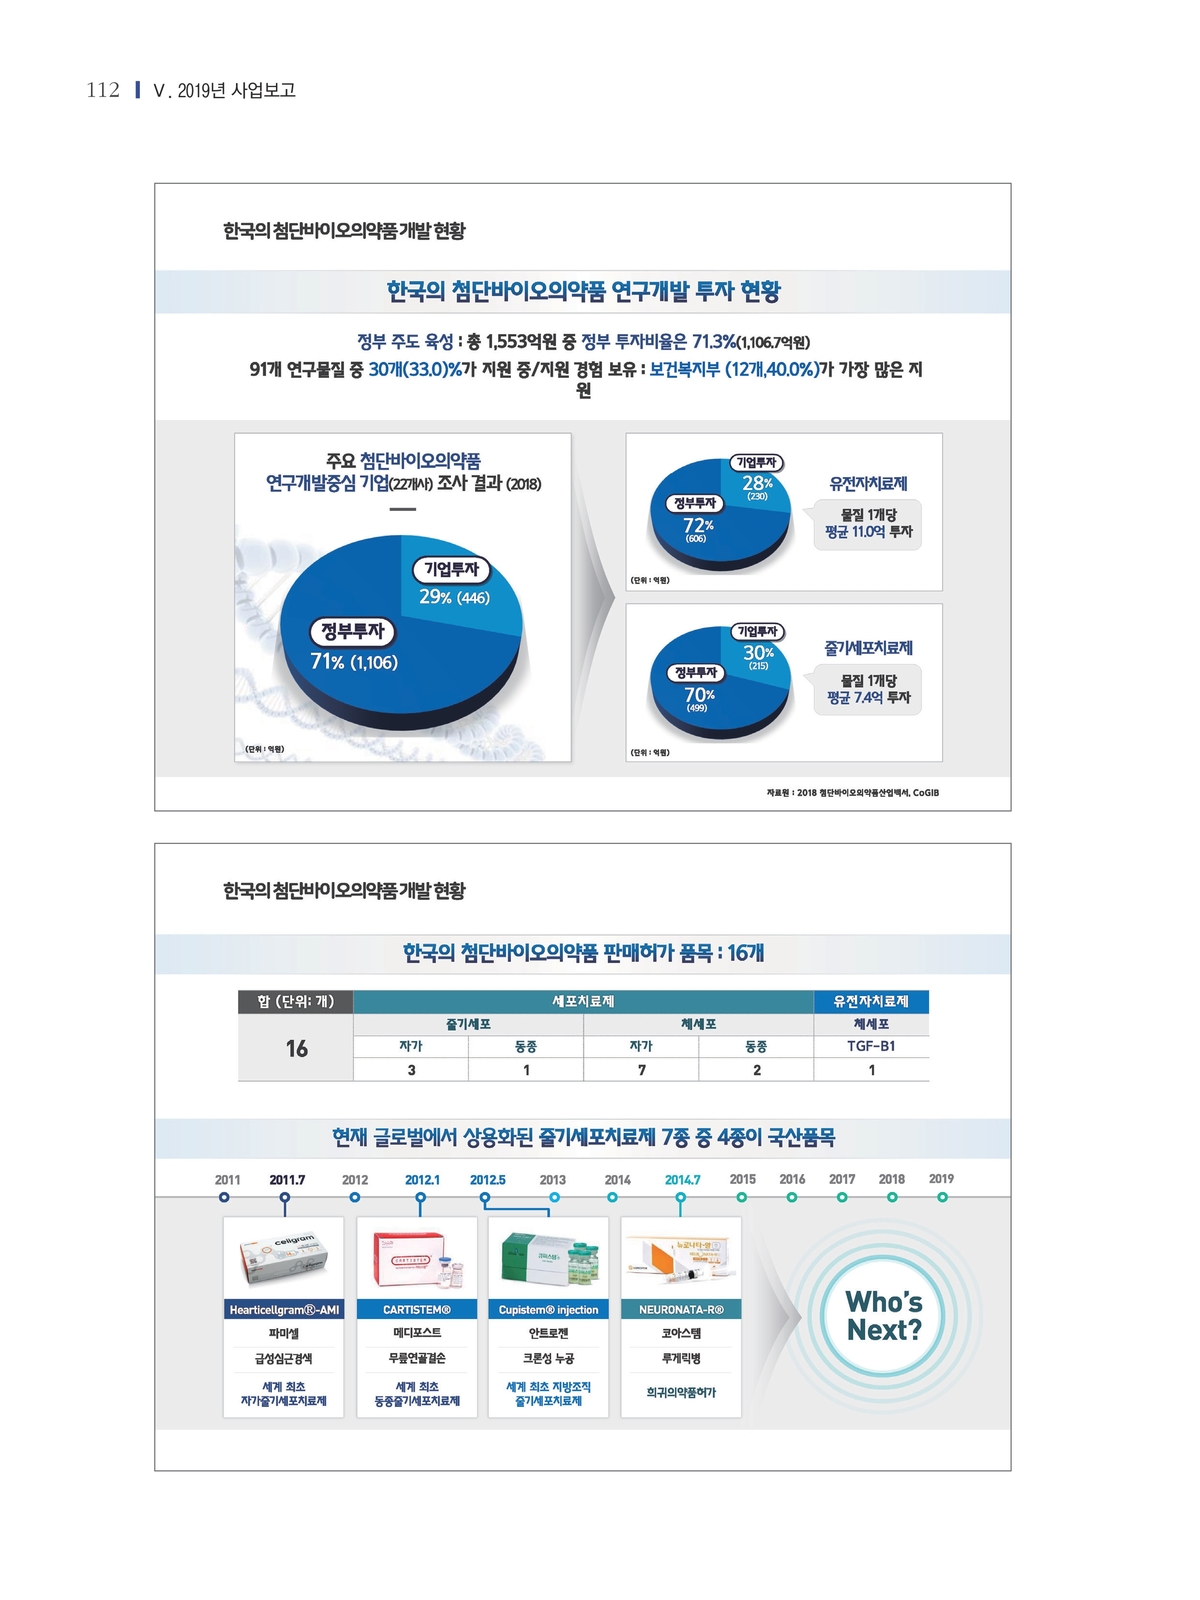 112 Ⅴ. 2019년 사업보고
한국의 첨단바이오의약품 개발 현황
한국의 첨단바이오의약품 연구개발 투자 현황
정부 주도 육성 : 총 1,553억원 중 정부 투자비율은 71.3%(1,106.7억원)
91개 연구물질 중 30개(33.0)%가 지원 중/지원 경험 보유 : 보건복지부 (12개,40.0%)가 가장 많은 지
원
주요 첨단바이오의약품
연구개발중심 기업(22개사) 조사 결과 (2018)
기업투자
29% (446)
정부투자
71% (1,106)
(단위 : 억원)
기업투자
28%
(230)
정부투자
72%
(606)
(단위 : 억원)
유전자치료제
물질 1개당
평균 11.0억 투자
기업투자
30%
(215)
정부투자
70%
(499)
(단위 : 억원)
줄기세포치료제
물질 1개당
평균 7.4억 투자
자료원 : 2018 첨단바이오의약품산업백서, CoGIB
한국의 첨단바이오의약품 개발 현황
한국의 첨단바이오의약품 판매허가 품목 : 16개
합 (단위: 개) 세포치료제 유전자치료제
줄기세포 체세포 체세포
16 자가 동종 자가 동종 TGF-B1
3 1 7 2 1
현재 글로벌에서 상용화된 줄기세포치료제 7종 중 4종이 국산품목
2011 2011.7 2012 2012.1 2012.5 2013 2014 2014.7 2015 2016 2017 2018 2019
cellgram
CARTISTEM
뉴로나타-알
Hearticellgram®-AMI
파미셀
급성심근경색
세계 최초
자가줄기세포치료제
CARTISTEM®
메디포스트
무릎연골결손
세계 최초
동종줄기세포치료제
Cupistem® injection
안트로젠
크론성 누공
세계 최초 지방조직
줄기세포치료제
NEURONATA-R®
코아스템
루게릭병
희귀의약품허가
Who's
Next?